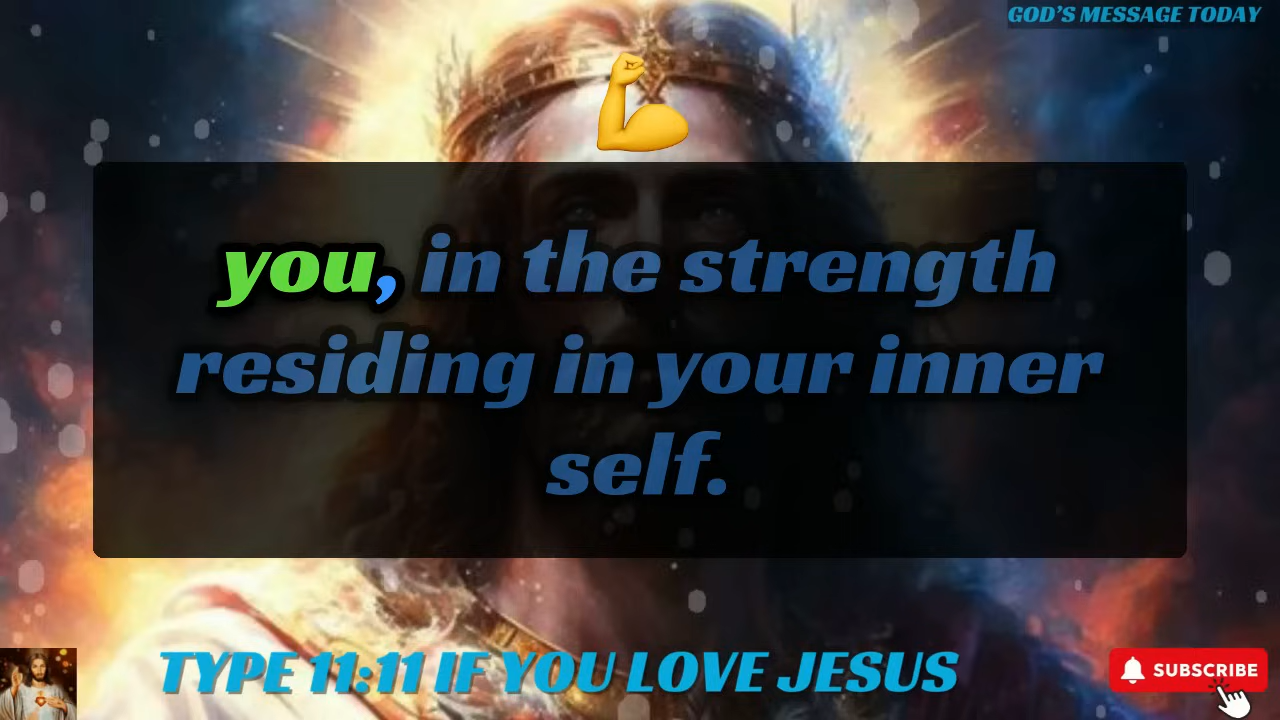 GOD'S MESSAGE TODAY
you, in the strength
residing in your inner
self.
TYPE 11:11 IF YOU LOVE JESUS
SUBSCRIBE